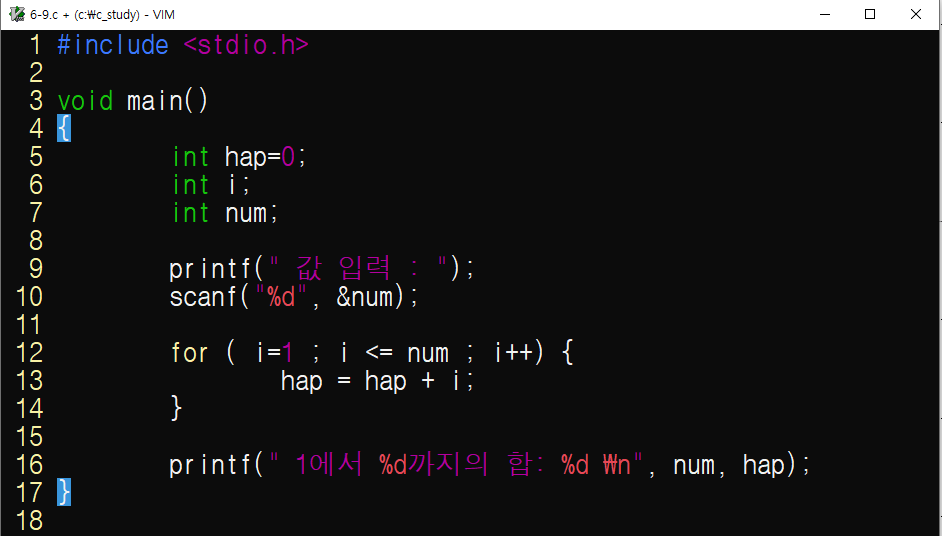 6-9.c + (c:₩c_study) - VIM
1 #include <stdio.h>
2
3 void main()
4 {
5 int hap=0;
6 int i;
7 int num;
8
9 printf(" 값 입력 : ");
10 scanf("%d", &num);
11
12 for ( i=1 ; i <= num ; i++) {
13 hap = hap + i;
14 }
15
16 printf(" 1에서 %d까지의 합: %d ₩n", num, hap);
17 }
18